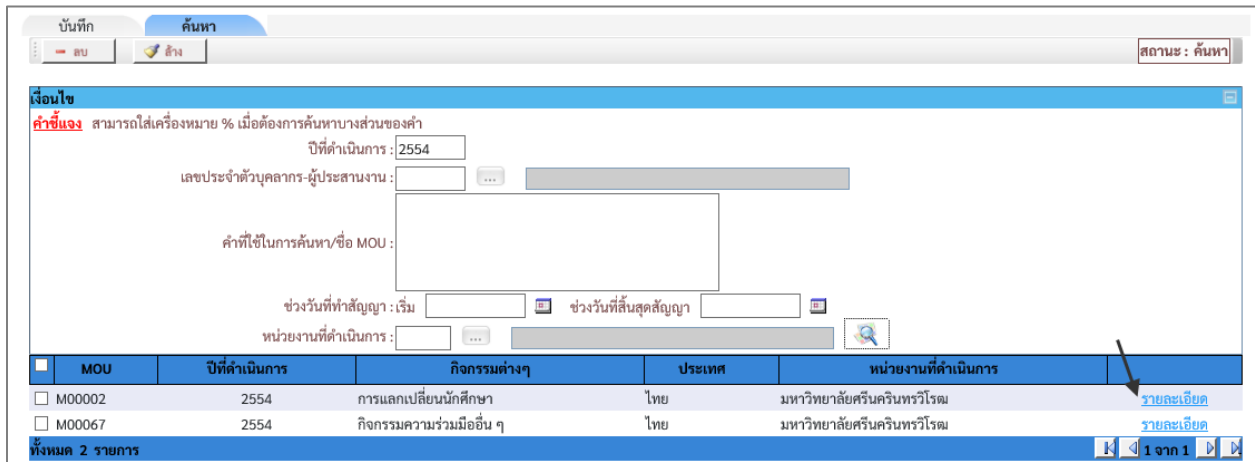 บันทึก ค้นหา
ลบ ล้าง สถานะ : ค้นหา
เงื่อนไข
คำชี้แจง สามารถใส่เครื่องหมาย % เมื่อต้องการค้นหาบางส่วนของคำ
ปีที่ดำเนินการ : 2554
เลขประจำตัวบุคลากร-ผู้ประสานงาน : ...
คำที่ใช้ในการค้นหา/ชื่อ MOU :
ช่วงวันที่ทำสัญญา : เริ่ม ช่วงวันที่สิ้นสุดสัญญา
หน่วยงานที่ดำเนินการ : ...
MOU ปีที่ดำเนินการ กิจกรรมต่างๆ ประเทศ หน่วยงานที่ดำเนินการ
M00002 2554 การแลกเปลี่ยนนักศึกษา ไทย มหาวิทยาลัยศรีนครินทรวิโรฒ รายละเอียด
M00067 2554 กิจกรรมความร่วมมืออื่น ๆ ไทย มหาวิทยาลัยศรีนครินทรวิโรฒ รายละเอียด
ทั้งหมด 2 รายการ 1 จาก 1